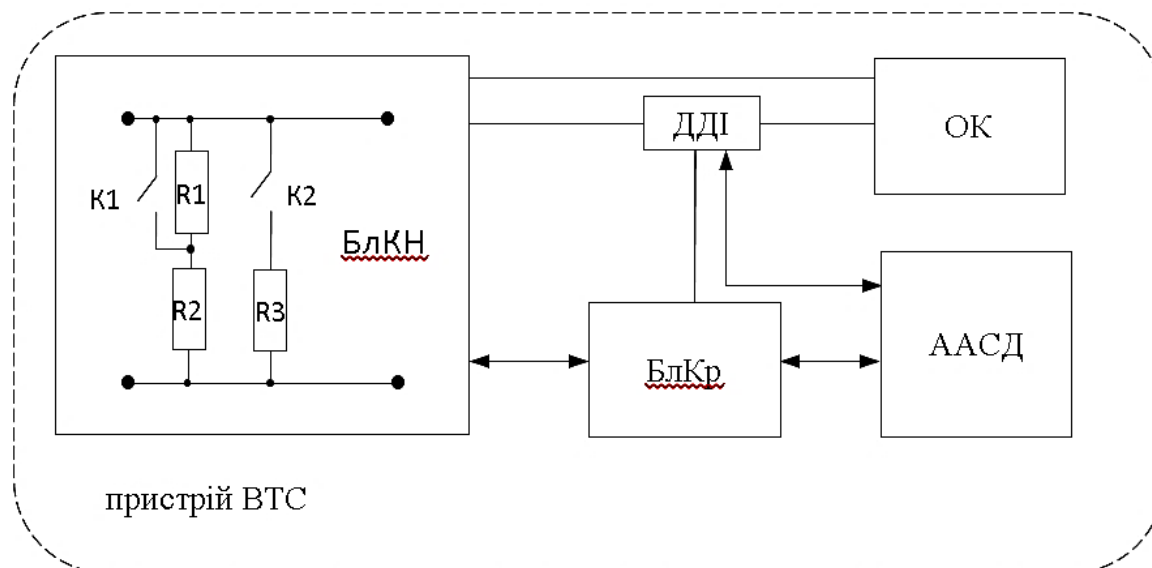 ДДІ
ОК
К1
R1
К2
БлКН
R2
R3
БлКр
ААСД
пристрій ВТС